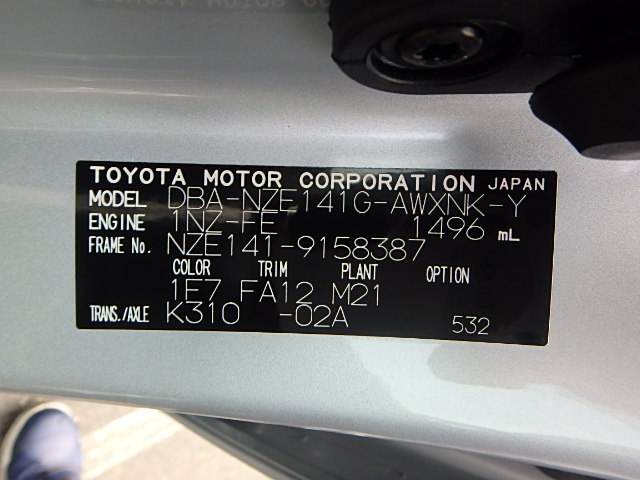 TOYOTA MOTOR CORPORATION JAPAN
MODEL DBA-NZE141G-AWXNK-Y
ENGINE 1NZ-FE 1496 mL
FRAME No. NZE141-9158387
COLOR TRIM PLANT OPTION
1E7 FA12 M21
TRANS./AXLE K310 -02A
532